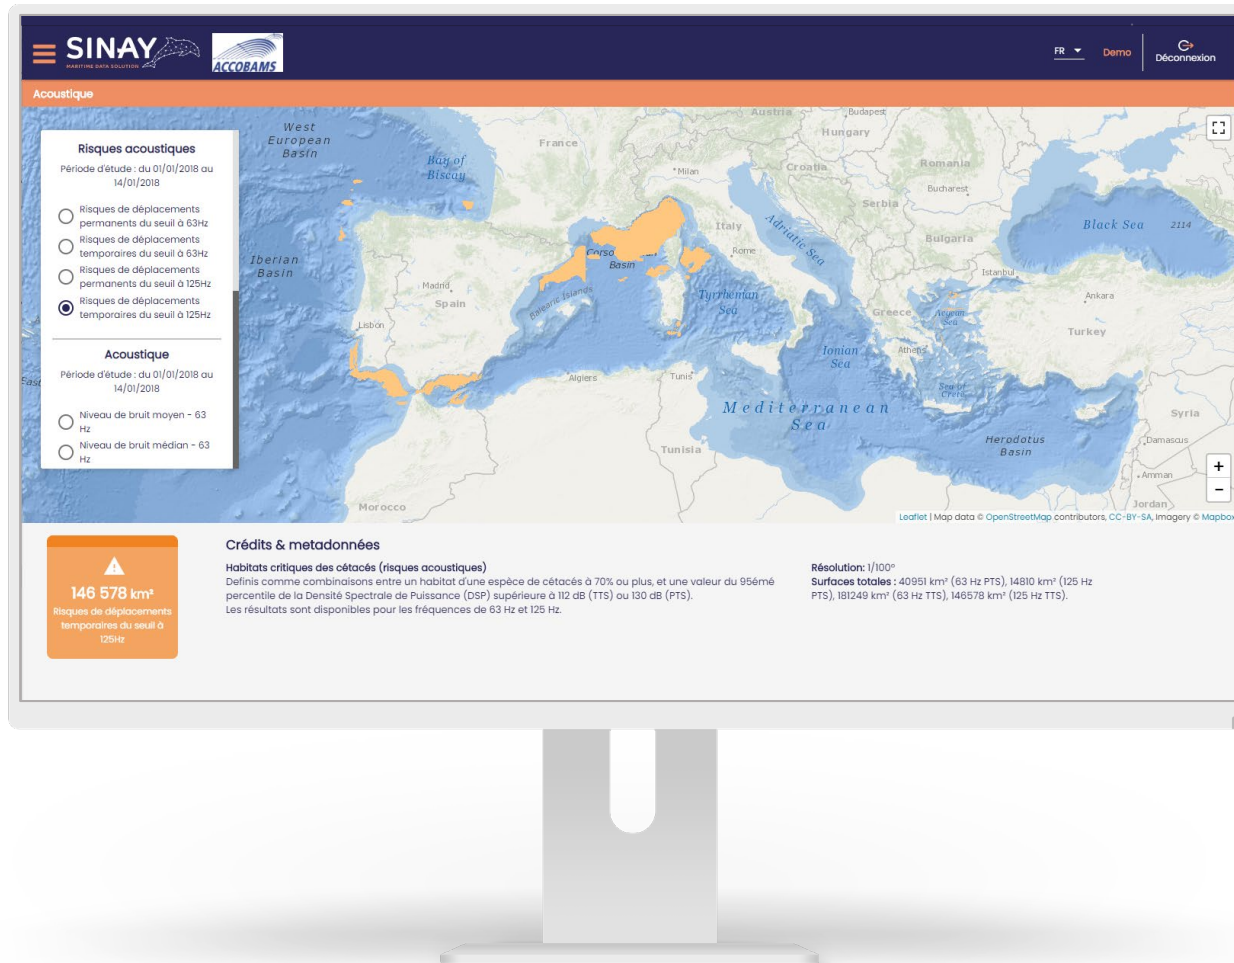 SINAY
MARITIME DATA SOLUTION
ACCOBAMS
FR
Demo
Déconnexion
Acoustique
Risques acoustiques
Période d'étude : du 01/01/2018 au
14/01/2018
Risques de déplacements
permanents du seuil à 63Hz
Risques de déplacements
temporaires du seuil à 63Hz
Risques de déplacements
permanents du seuil à 125Hz
Risques de déplacements
temporaires du seuil à 125Hz
Acoustique
Période d'étude : du 01/01/2018 au
14/01/2018
Niveau de bruit moyen - 63
Hz
Niveau de bruit médian - 63
Hz
West
European
Basin
Bay of
Biscay
France
Austria
Budapest
Hungary
Milan
Croatia
Romania
Bucharest
Serbia
Italy
Adriatic Sea
Rome
Bulgaria
Black Sea
2114
Istanbul
Ankara
Iberian
Basin
Madrid
Spain
Lisbon
Balearic Islands
Basin
Tyrrhenian
Sea
Greece
Aegean
Sea
Turkey
Athens
Ionian
Sea
Sea of
Crete
Algiers
Tunis
Mediterranean
Sea
Herodotus
Basin
Syria
Damascus
Amman
Jordan
Tunisia
Morocco
+
−
Leaflet | Map data © OpenStreetMap contributors, CC-BY-SA, Imagery © Mapbox
146 578 km²
Risques de déplacements
temporaires du seuil à
125Hz
Crédits & metadonnées
Habitats critiques des cétacés (risques acoustiques)
Definis comme combinaisons entre un habitat d'une espèce de cétacés à 70% ou plus, et une valeur du 95émé
percentile de la Densité Spectrale de Puissance (DSP) supérieure à 112 dB (TTS) ou 130 dB (PTS).
Les résultats sont disponibles pour les fréquences de 63 Hz et 125 Hz.
Résolution: 1/100°
Surfaces totales : 40951 km² (63 Hz PTS), 14810 km² (125 Hz
PTS), 181249 km² (63 Hz TTS), 146578 km² (125 Hz TTS).